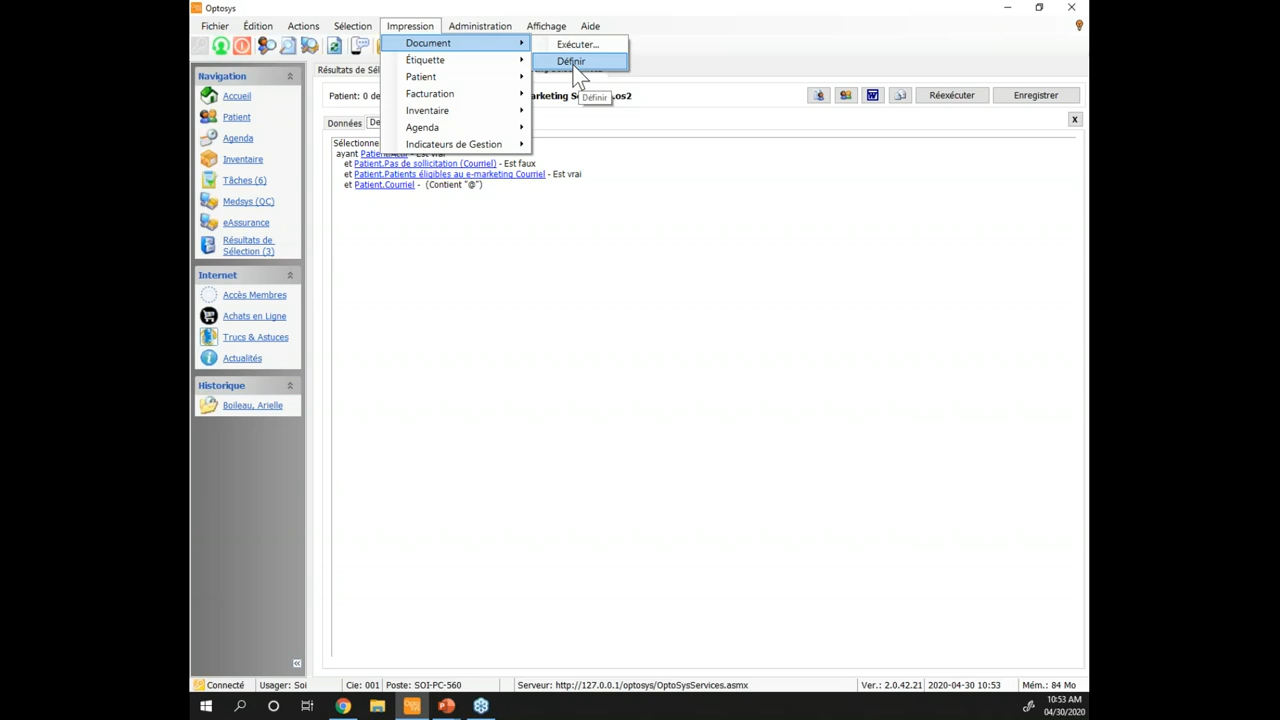 Optosys
Fichier Édition Actions Sélection Impression Administration Affichage Aide
Document
Étiquette
Patient
Facturation
Inventaire
Agenda
Indicateurs de Gestion
Exécuter...
Définir
Définir
Navigation
Accueil
Patient
Agenda
Inventaire
Tâches (6)
Medsys (QC)
eAssurance
Résultats de
Sélection (3)
Internet
Accès Membres
Achats en Ligne
Trucs & Astuces
Actualités
Historique
Boileau, Arielle
Résultats de Sél
Patient: 0 de
.os2
Réexécuter
Enregistrer
Données
x
Sélectionne
ayant Patient.Actif - Est vrai
et Patient.Pas de sollicitation (Courriel) - Est faux
et Patient.Patients éligibles au e-marketing Courriel - Est vrai
et Patient.Courriel - (Contient "@")
Connecté
Usager: Soi
Cie: 001
Poste: SOI-PC-560
Serveur: http://127.0.0.1/optosys/OptoSysServices.asmx
Ver.: 2.0.42.21
2020-04-30 10:53
Mém.: 84 Mo
10:53 AM
04/30/2020